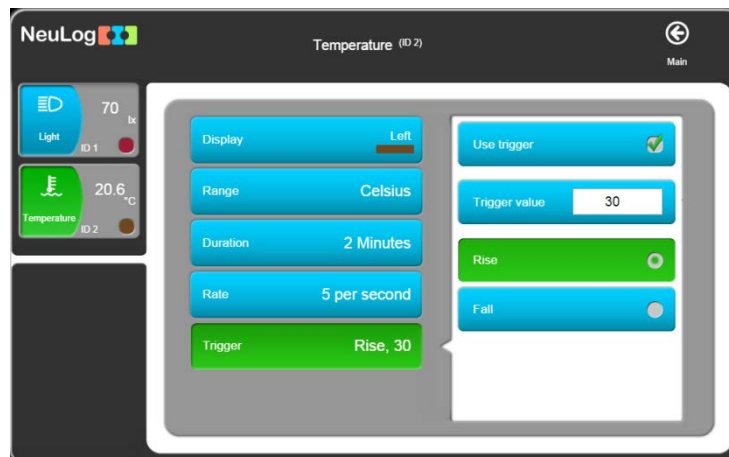 NeuLog
Temperature (ID 2)
Main
70
lx
Light
ID 1
20.6
°C
Temperature
ID 2
Display Left
Range Celsius
Duration 2 Minutes
Rate 5 per second
Trigger Rise, 30
Use trigger
Trigger value 30
Rise
Fall